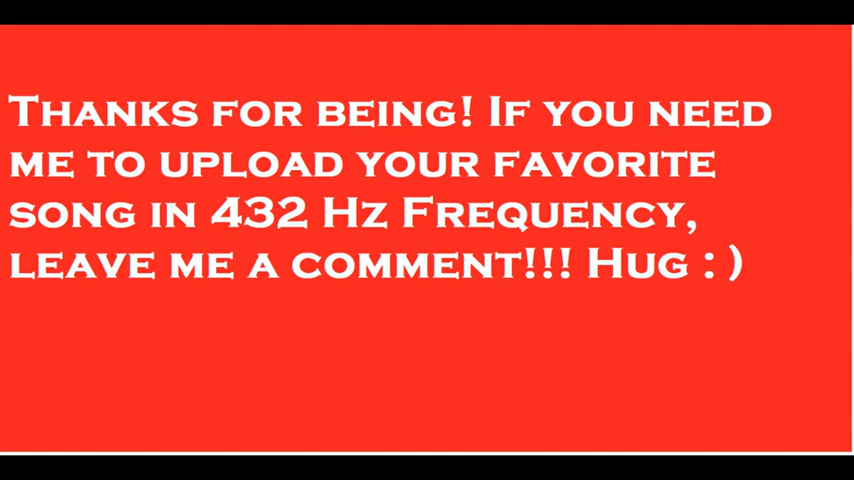 Thanks for being! If you need
me to upload your favorite
song in 432 Hz Frequency,
leave me a comment!!! Hug : )